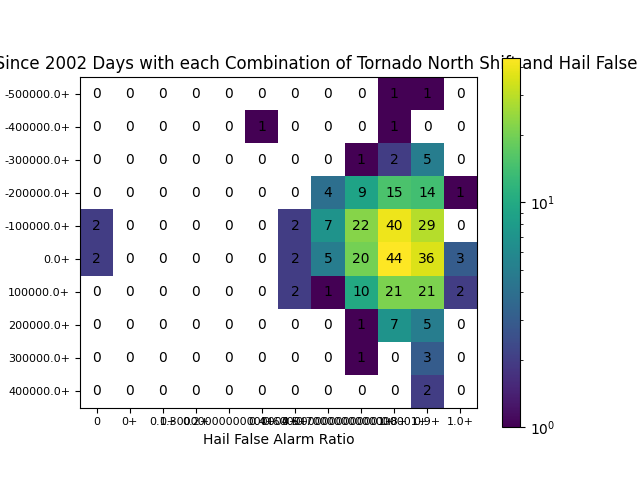 Since 2002 Days with each Combination of Tornado North Shift and Hail False
-500000.0+ 0 0 0 0 0 0 0 0 0 1 1 0
-400000.0+ 0 0 0 0 0 1 0 0 0 1 0 0
-300000.0+ 0 0 0 0 0 0 0 0 1 2 5 0
-200000.0+ 0 0 0 0 0 0 0 4 9 15 14 1
-100000.0+ 2 0 0 0 0 0 2 7 22 40 29 0
0.0+ 2 0 0 0 0 0 2 5 20 44 36 3
100000.0+ 0 0 0 0 0 0 2 1 10 21 21 2
200000.0+ 0 0 0 0 0 0 0 0 1 7 5 0
300000.0+ 0 0 0 0 0 0 0 0 1 0 3 0
400000.0+ 0 0 0 0 0 0 0 0 0 0 2 0
0 0+ 1.0+
Hail False Alarm Ratio
10¹
10⁰